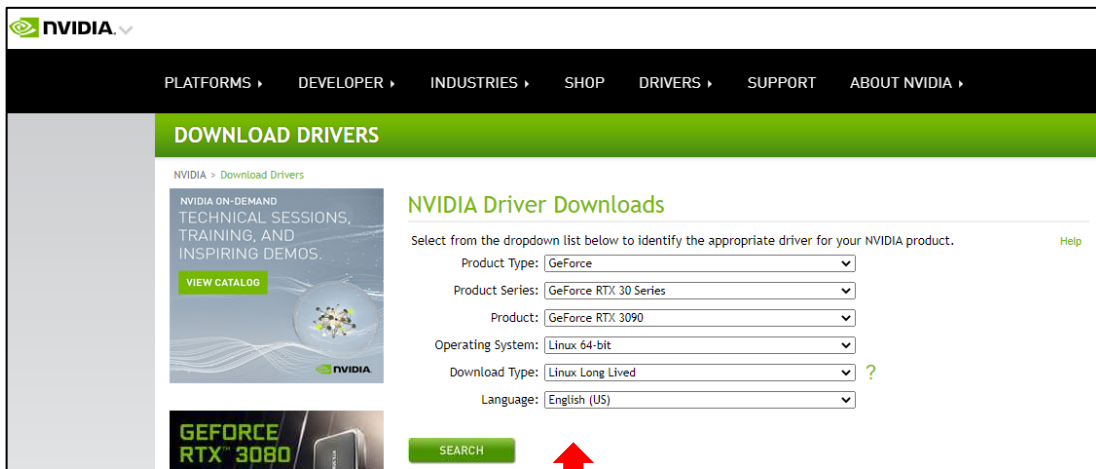 NVIDIA.
PLATFORMS DEVELOPER INDUSTRIES SHOP DRIVERS SUPPORT ABOUT NVIDIA
DOWNLOAD DRIVERS
NVIDIA > Download Drivers
NVIDIA ON-DEMAND
TECHNICAL SESSIONS,
TRAINING, AND
INSPIRING DEMOS.
VIEW CATALOG
NVIDIA.
GEFORCE
RTX™ 3080
NVIDIA Driver Downloads
Select from the dropdown list below to identify the appropriate driver for your NVIDIA product.
Help
Product Type: GeForce
Product Series: GeForce RTX 30 Series
Product: GeForce RTX 3090
Operating System: Linux 64-bit
Download Type: Linux Long Lived ?
Language: English (US)
SEARCH